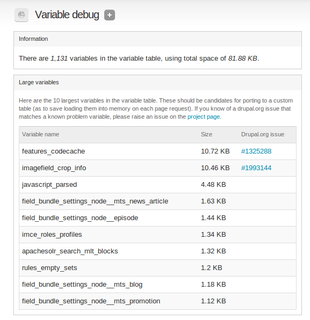 Variable debug
Information
There are 1,131 variables in the variable table, using total space of 81.88 KB.
Large variables
Here are the 10 largest variables in the variable table. These should be candidates for porting to a custom
table (as to save loading them into memory on each page request). If you know of a drupal.org issue that
matches a known problem variable, please raise an issue on the project page.
Variable name Size Drupal.org issue
features_codecache 10.72 KB #1325288
imagefield_crop_info 10.46 KB #1993144
javascript_parsed 4.48 KB
field_bundle_settings_node__mts_news_article 1.63 KB
field_bundle_settings_node__episode 1.44 KB
imce_roles_profiles 1.34 KB
apachesolr_search_mlt_blocks 1.32 KB
rules_empty_sets 1.2 KB
field_bundle_settings_node__mts_blog 1.18 KB
field_bundle_settings_node__mts_promotion 1.12 KB